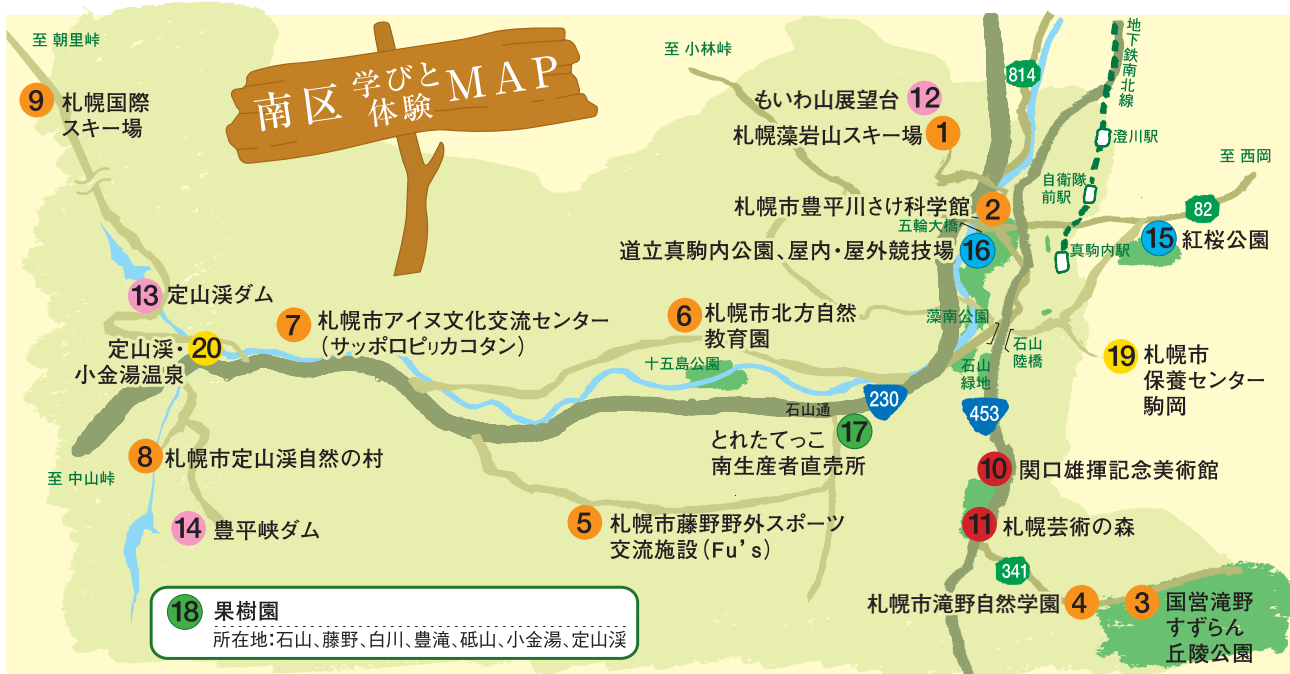 南区 学びと体験 MAP
至 朝里峠
9 札幌国際
スキー場
至 小林峠
もいわ山展望台 12
札幌藻岩山スキー場 1
814
地下鉄南北線
澄川駅
至 西岡
自衛隊
前駅
82
札幌市豊平川さけ科学館 2
五輪大橋
道立真駒内公園、屋内・屋外競技場 16
真駒内駅
15 紅桜公園
13 定山渓ダム
定山渓・
小金湯温泉
20
7 札幌市アイヌ文化交流センター
(サッポロピリカコタン)
6 札幌市北方自然
教育園
十五島公園
藻南公園
石山
陸橋
石山
緑地
19 札幌市
保養センター
駒岡
230
453
石山通
17
とれたてっこ
南生産者直売所
至 中山峠
8 札幌市定山渓自然の村
14 豊平峡ダム
5 札幌市藤野野外スポーツ
交流施設(Fu's)
10 関口雄揮記念美術館
11 札幌芸術の森
341
札幌市滝野自然学園 4
3 国営滝野
すずらん
丘陵公園
18 果樹園
所在地:石山、藤野、白川、豊滝、砥山、小金湯、定山渓